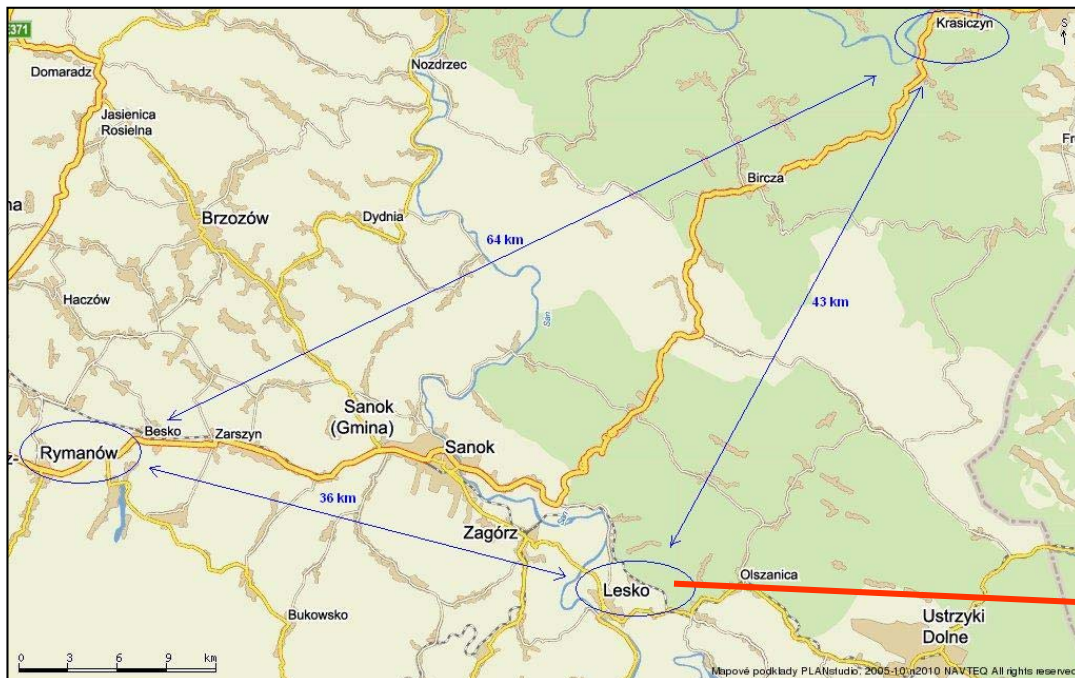 371
Krasiczyn
S
Domaradz
Nozdrzec
Jasienica
Rosielna
Bircza
Brzozów
Dydnia
64 km
43 km
Haczów
San
Sanok
(Gmina)
Besko
Zarszyn
Rymanów
Sanok
36 km
Zagórz
San
Lesko
Olszanica
Bukowsko
Ustrzyki
Dolne
0 3 6 9 km
Mapové podklady PLANstudio, 2005-10\n2010 NAVTEQ All rights reserved